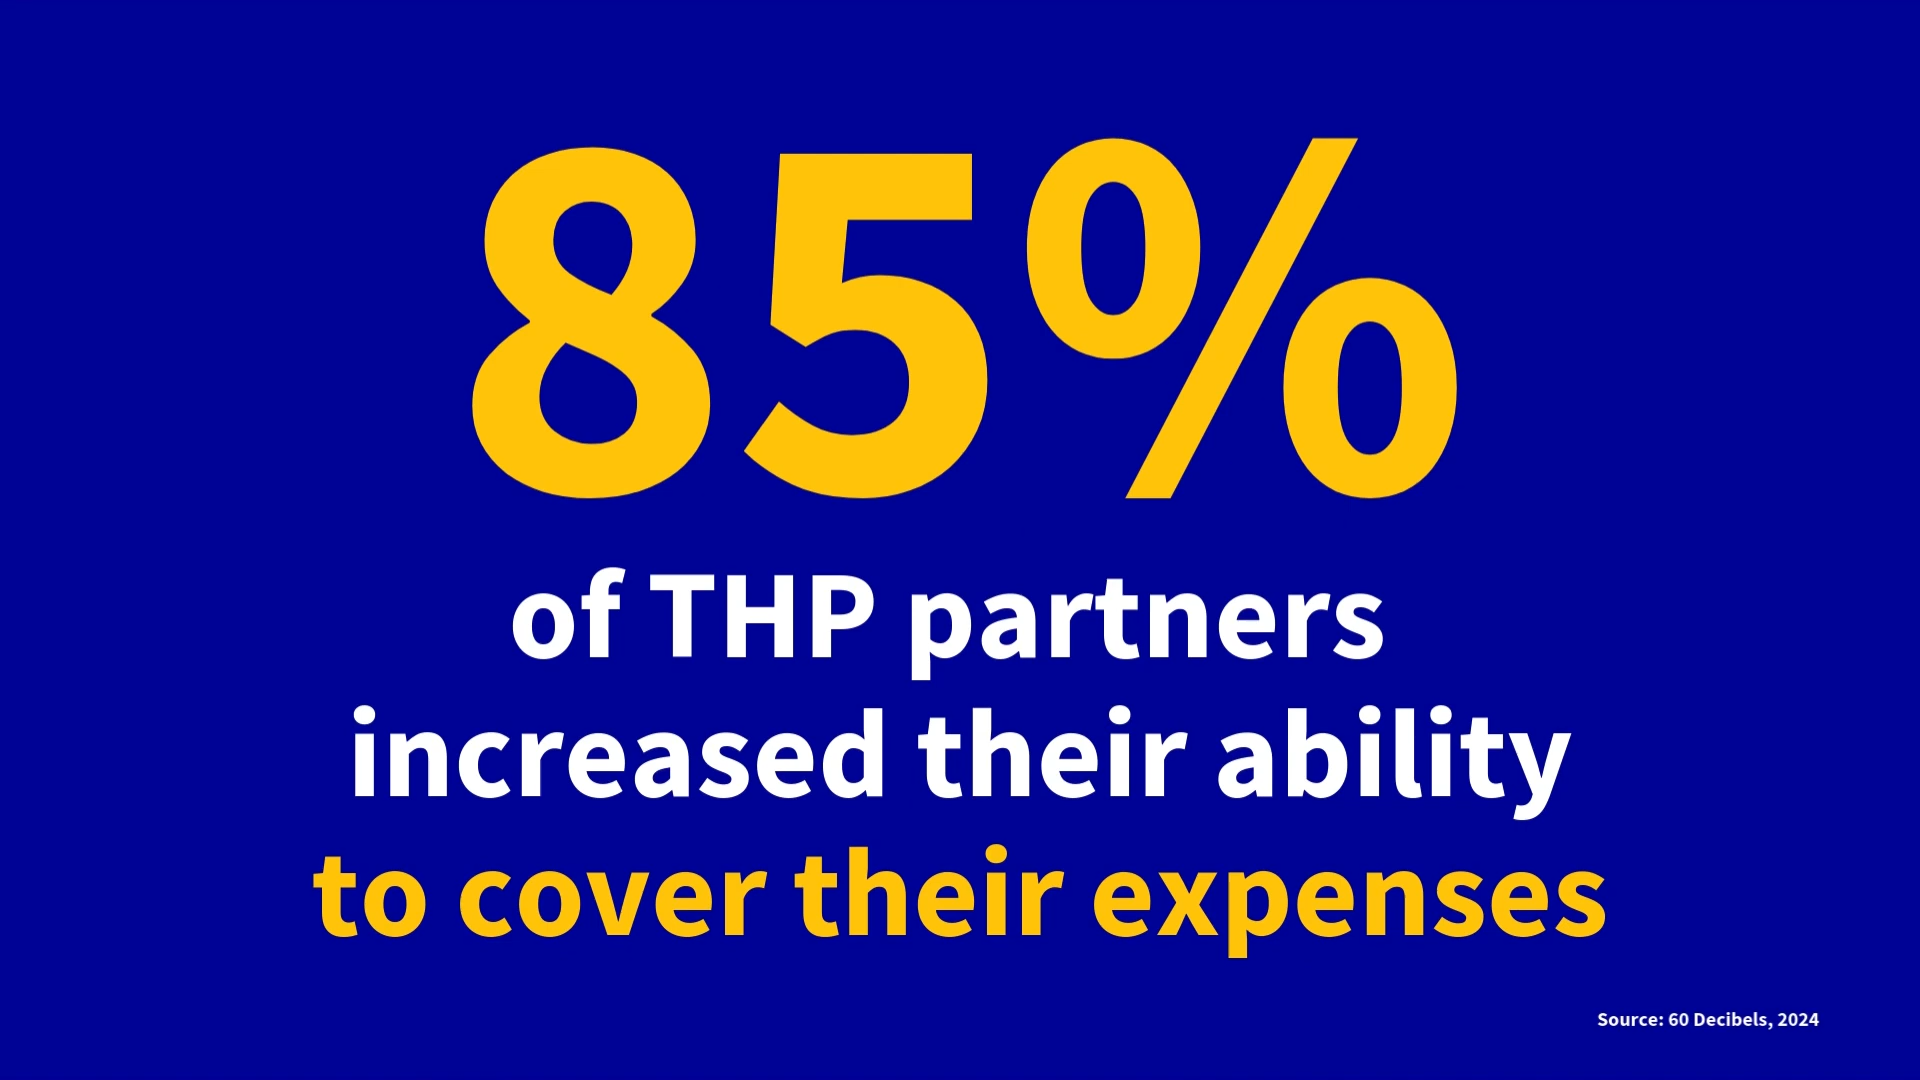 85%
of THP partners
increased their ability
to cover their expenses
Source: 60 Decibels, 2024